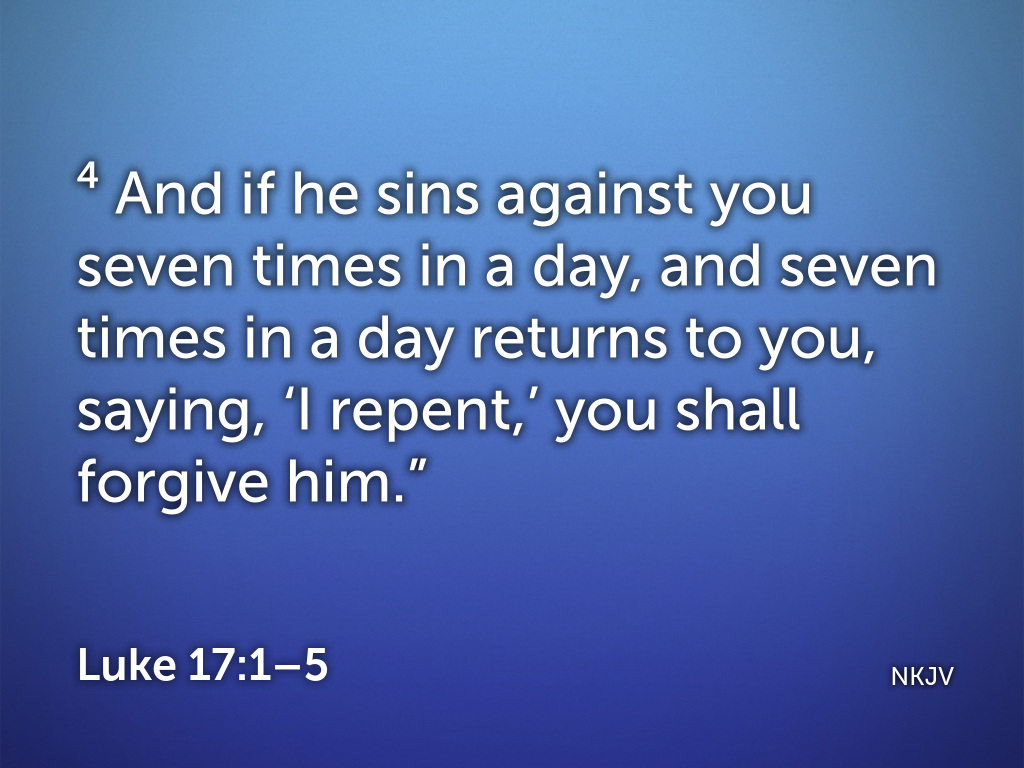 ⁴ And if he sins against you
seven times in a day, and seven
times in a day returns to you,
saying, ‘I repent,’ you shall
forgive him.”
Luke 17:1–5
NKJV